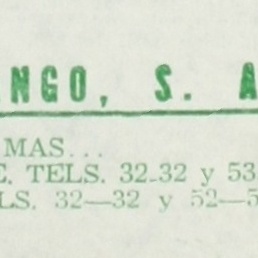 NGO, S. A
MAS...
E. TELS. 32-32 y 53
LS. 32—32 y 52—5